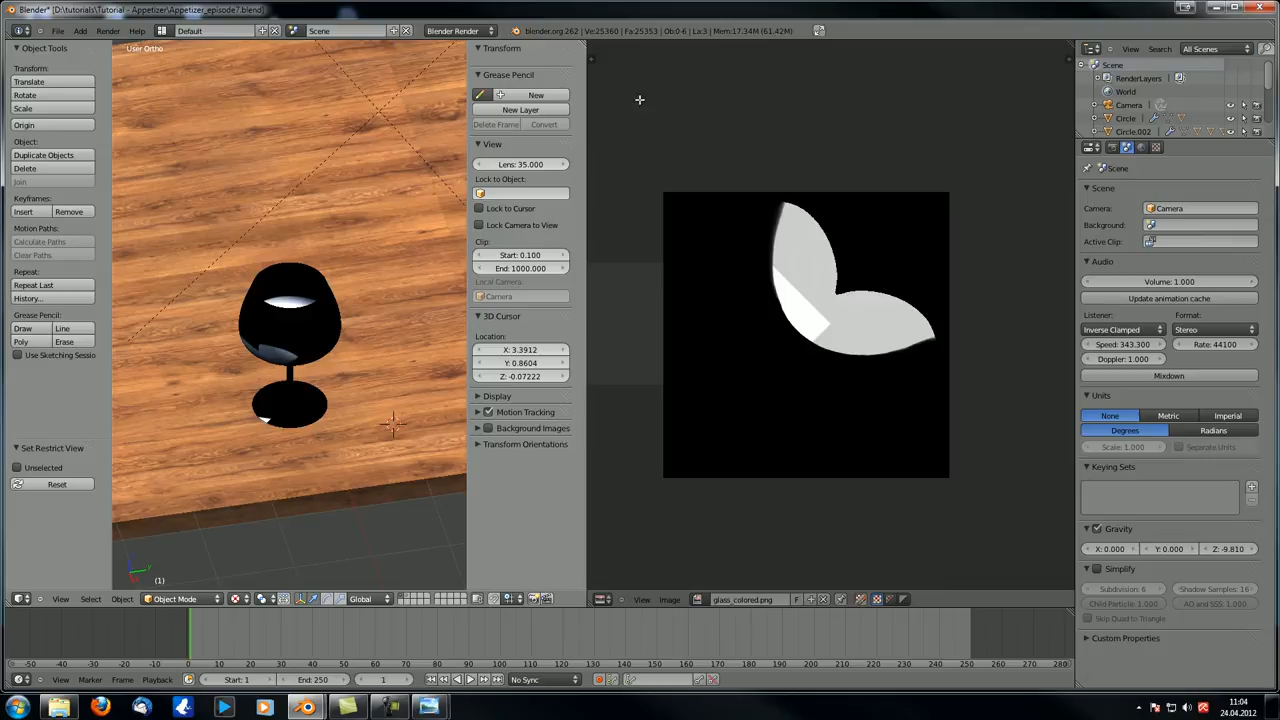 Blender* [D:\tutorials\Tutorial - Appetizer\Appetizer_episode7.blend]
File Add Render Help Default Scene Blender Render blender.org 262 | Ve:25360 | Fa:25353 | Ob:0-6 | La:3 | Mem:17.34M (61.42M)
Object Tools
Transform:
Translate
Rotate
Scale
Origin
Object:
Duplicate Objects
Delete
Join
Keyframes:
Insert Remove
Motion Paths:
Calculate Paths
Clear Paths
Repeat:
Repeat Last
History...
Grease Pencil:
Draw Line
Poly Erase
Use Sketching Sessio
Set Restrict View
Unselected
Reset
User Ortho
(1)
Transform
Grease Pencil
New
New Layer
Delete Frame Convert
View
Lens: 35.000
Lock to Object:
Lock to Cursor
Lock Camera to View
Clip:
Start: 0.100
End: 1000.000
Local Camera:
Camera
3D Cursor
Location:
X: 3.3912
Y: 0.8604
Z: -0.07222
Display
Motion Tracking
Background Images
Transform Orientations
View Search All Scenes
Scene
RenderLayers
World
Camera
Circle
Circle.002
Scene
Scene
Camera: Camera
Background:
Active Clip:
Audio
Volume: 1.000
Update animation cache
Listener: Format:
Inverse Clamped Stereo
Speed: 343.300 Rate: 44100
Doppler: 1.000
Mixdown
Units
None Metric Imperial
Degrees Radians
Scale: 1.000 Separate Units
Keying Sets
Gravity
X: 0.000 Y: 0.000 Z: -9.810
Simplify
Subdivision: 6 Shadow Samples: 16
Child Particle: 1.000 AO and SSS: 1.000
Skip Quad to Triangle
Custom Properties
View Select Object Object Mode Global
View Image glass_colored.png F
-50 -40 -30 -20 -10 0 10 20 30 40 50 60 70 80 90 100 110 120 130 140 150 160 170 180 190 200 210 220 230 240 250 260 270 280
View Marker Frame Playback Start: 1 End: 250 1 No Sync
11:04
24.04.2012